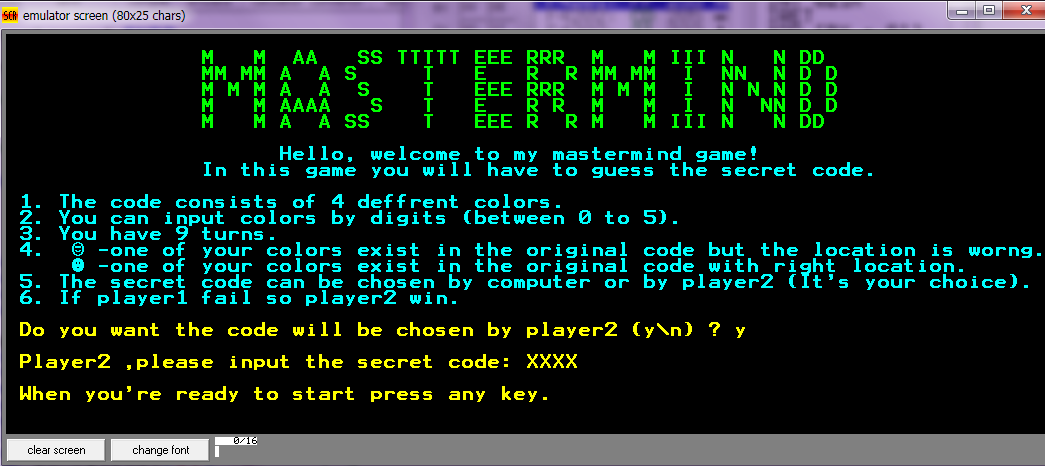 SCR emulator screen (80x25 chars)
M   M  AA   SS TTTTT EEE RRR  M   M III N   N DD
MM MM A  A S     T   E   R  R MM MM  I  NN  N D D
M M M A  A  S    T   EEE RRR  M M M  I  N N N D D
M   M AAAA   S   T   E   R R  M   M  I  N  NN D D
M   M A  A SS    T   EEE R  R M   M III N   N DD
Hello, welcome to my mastermind game!
In this game you will have to guess the secret code.
1. The code consists of 4 deffrent colors.
2. You can input colors by digits (between 0 to 5).
3. You have 9 turns.
4. ☺ -one of your colors exist in the original code but the location is worng.
☻ -one of your colors exist in the original code with right location.
5. The secret code can be chosen by computer or by player2 (It's your choice).
6. If player1 fail so player2 win.
Do you want the code will be chosen by player2 (y\n) ? y
Player2 ,please input the secret code: XXXX
When you're ready to start press any key.
clear screen change font 0/16